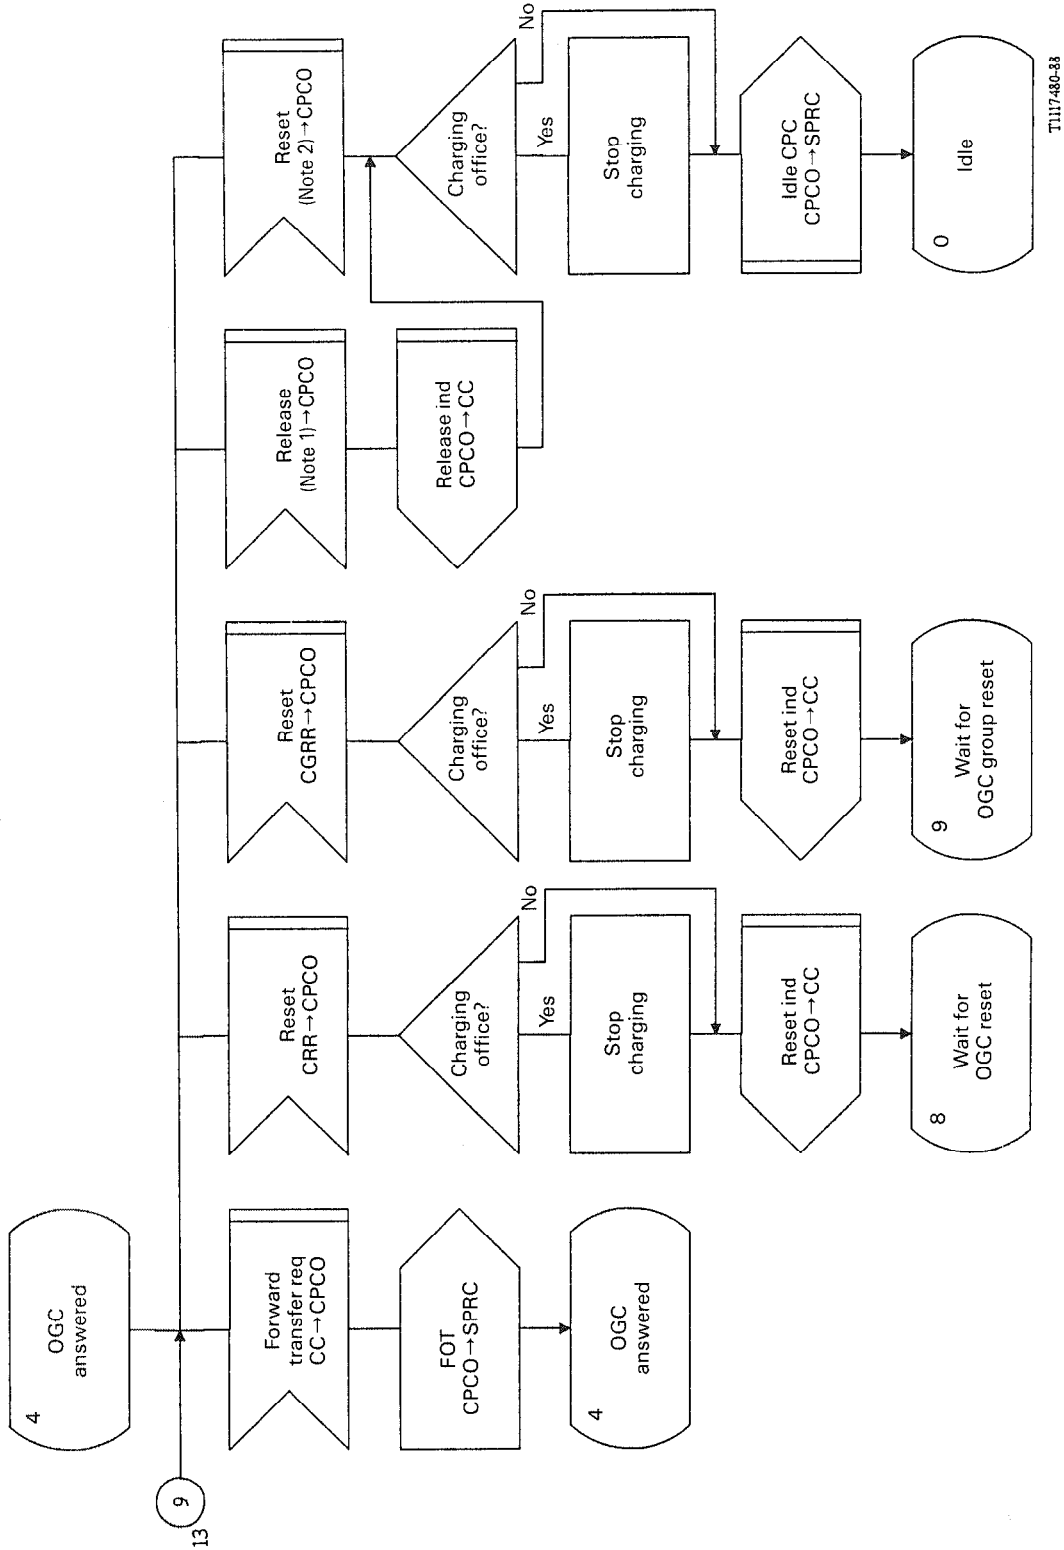 4
OGC
answered
9
13
Forward
transfer req
CC→CPCO
FOT
CPCO→SPRC
4
OGC
answered
Reset
CRR→CPCO
Charging
office?
No
Yes
Stop
charging
Reset ind
CPCO→CC
8
Wait for
OGC reset
Reset
CGRR→CPCO
Charging
office?
No
Yes
Stop
charging
Reset ind
CPCO→CC
9
Wait for
OGC group reset
Release
(Note 1)→CPCO
Release ind
CPCO→CC
Reset
(Note 2)→CPCO
Charging
office?
No
Yes
Stop
charging
Idle CPC
CPCO→SPRC
0
Idle
T1117480-88